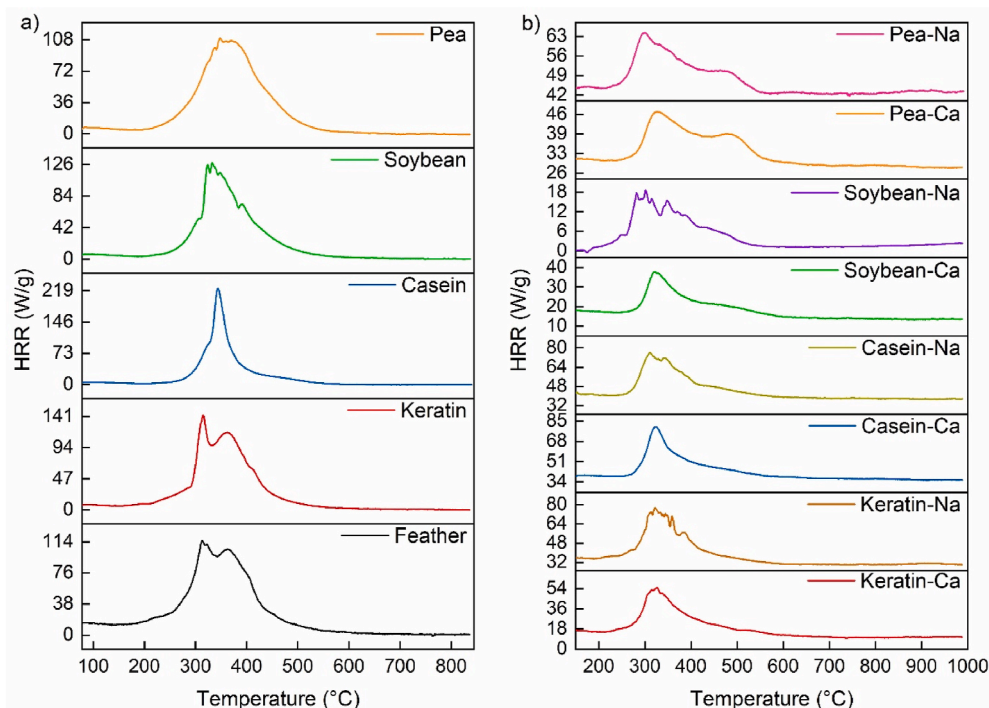 a)
HRR (W/g)
Pea
108
72
36
0
Soybean
126
84
42
0
Casein
219
146
73
0
Keratin
141
94
47
0
Feather
114
76
38
0
100 200 300 400 500 600 700 800
Temperature (°C)
b)
HRR (W/g)
Pea-Na
63
51
49
42
Pea-Ca
46
39
33
26
Soybean-Na
18
12
6
0
Soybean-Ca
40
30
20
10
Casein-Na
80
64
48
32
Casein-Ca
85
68
51
34
Keratin-Na
80
64
48
32
Keratin-Ca
54
36
18
0
200 300 400 500 600 700 800 900 1000
Temperature (°C)